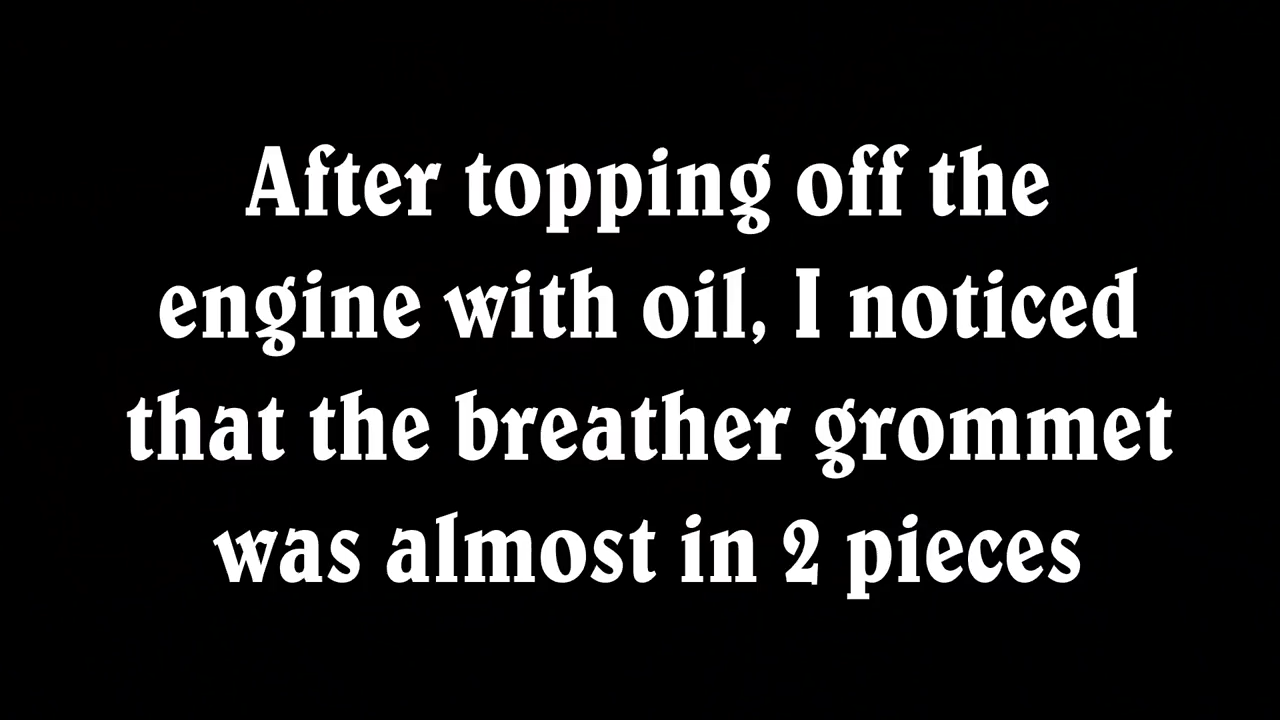 After topping off the
engine with oil, I noticed
that the breather grommet
was almost in 2 pieces